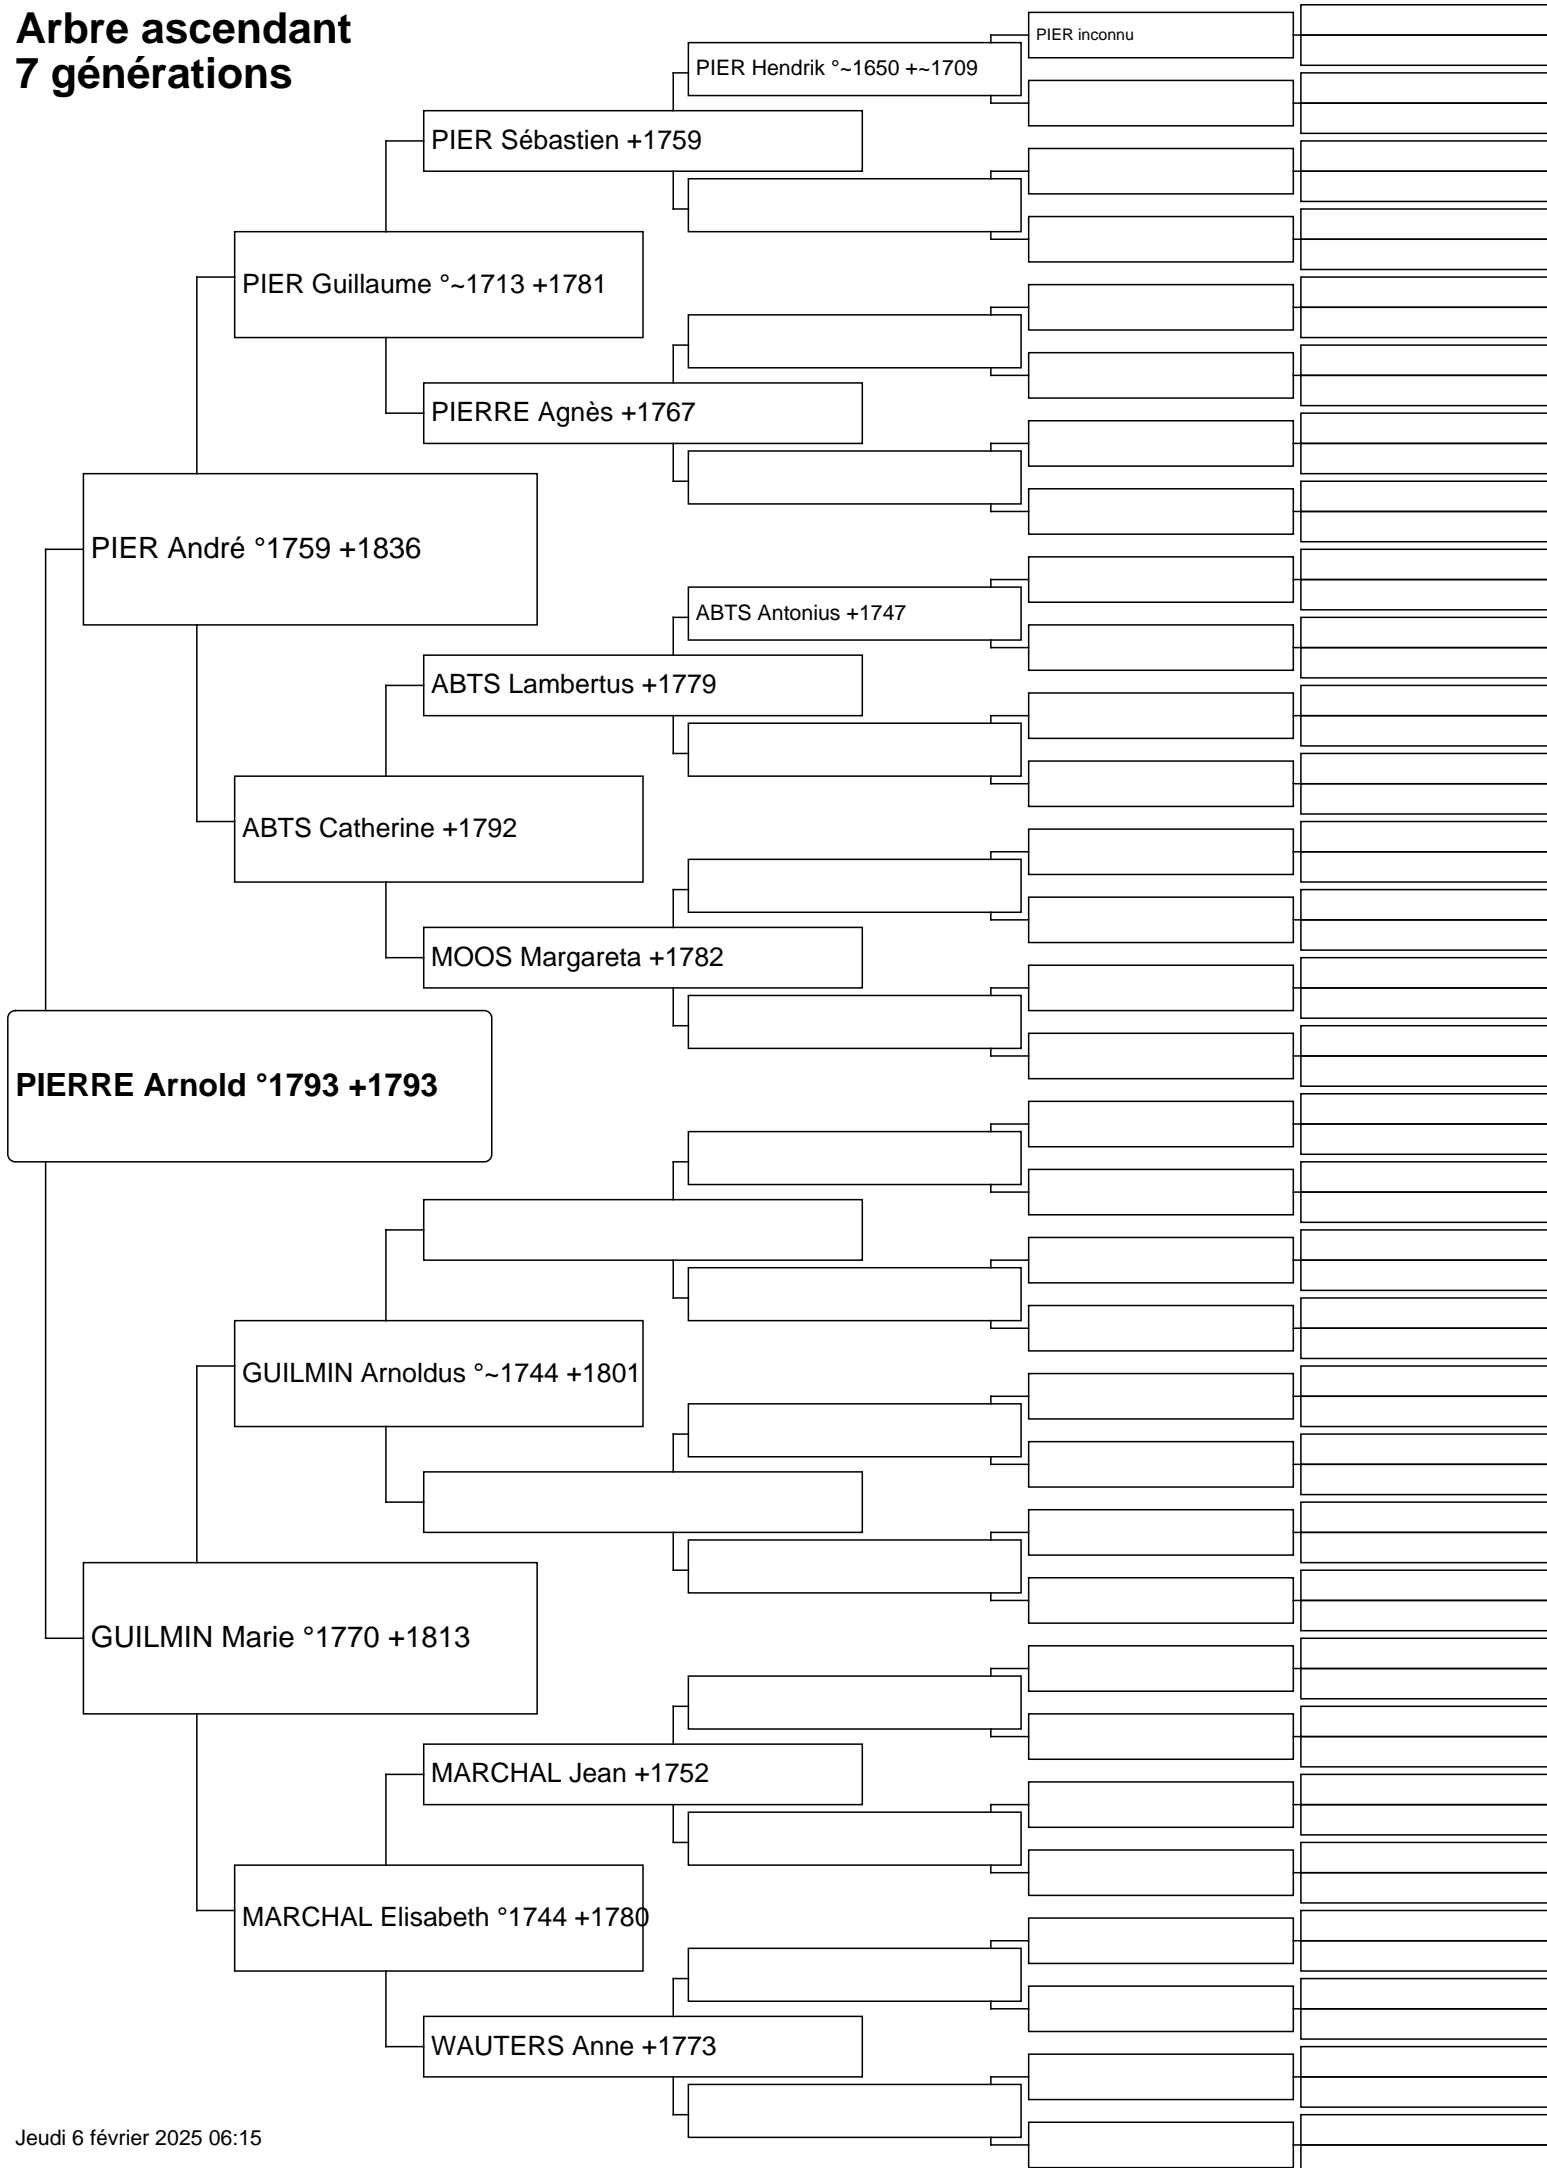 Arbre ascendant
7 générations
PIER inconnu
PIER Hendrik °~1650 +~1709
PIER Sébastien +1759
PIER Guillaume °~1713 +1781
PIERRE Agnès +1767
PIER André °1759 +1836
ABTS Antonius +1747
ABTS Lambertus +1779
ABTS Catherine +1792
MOOS Margareta +1782
PIERRE Arnold °1793 +1793
GUILMIN Arnoldus °~1744 +1801
GUILMIN Marie °1770 +1813
MARCHAL Jean +1752
MARCHAL Elisabeth °1744 +1780
WAUTERS Anne +1773
Jeudi 6 février 2025 06:15